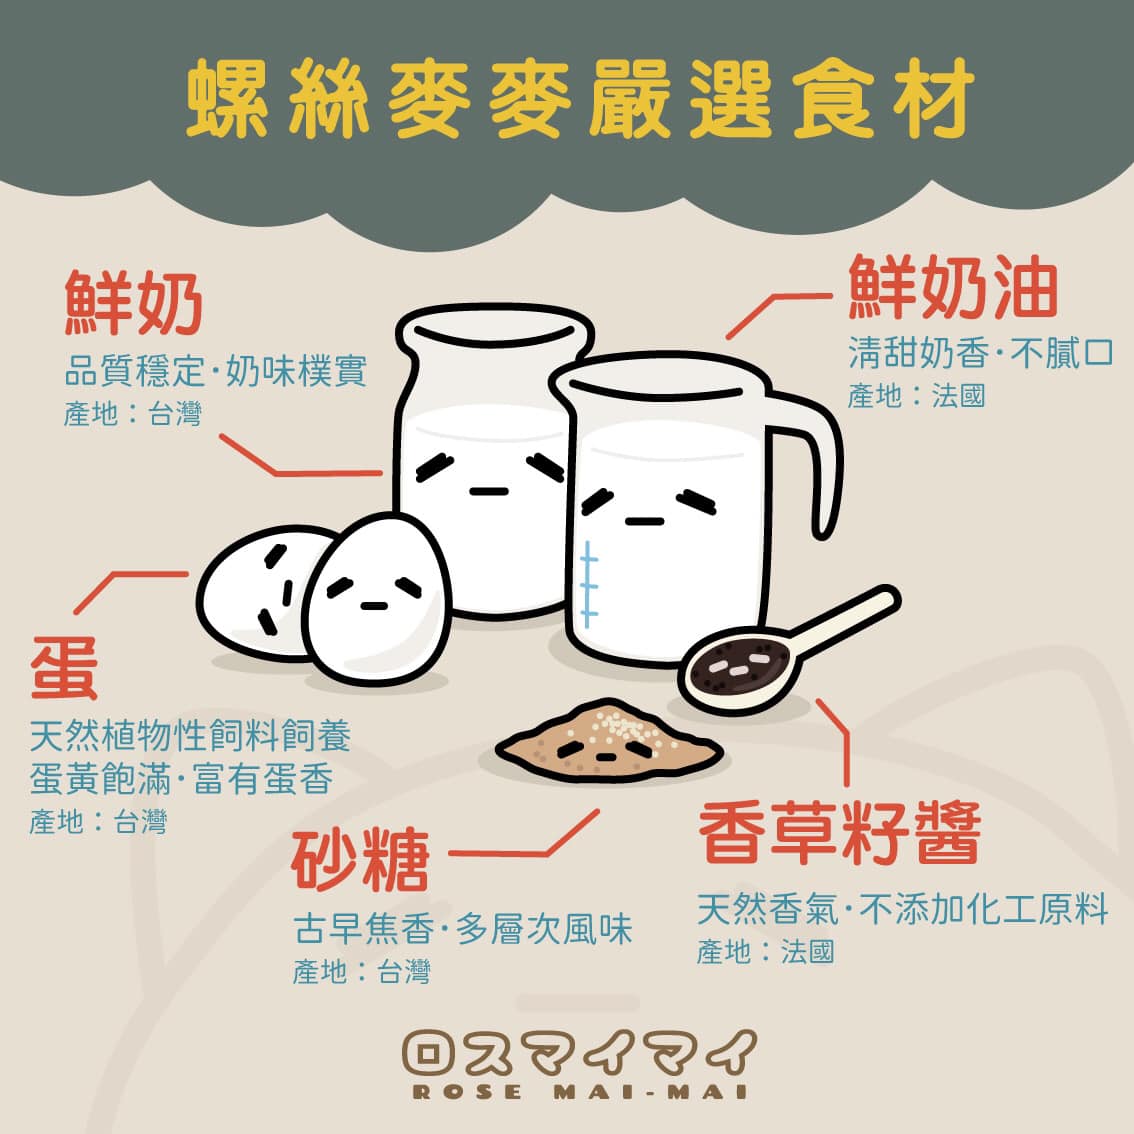 螺絲麥麥嚴選食材
鮮奶
品質穩定·奶味樸實
產地：台灣
鮮奶油
清甜奶香·不膩口
產地：法國
蛋
天然植物性飼料飼養
蛋黃飽滿·富有蛋香
產地：台灣
砂糖
古早焦香·多層次風味
產地：台灣
香草籽醬
天然香氣·不添加化工原料
產地：法國
ロスマイマイ
ROSE MAI-MAI